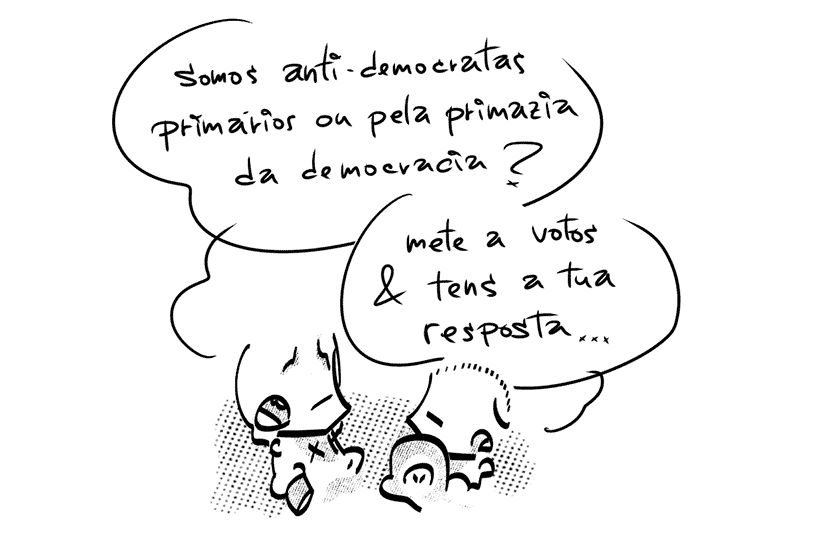 Somos anti-democratas
primários ou pela primazia
da democracia?
mete a votos
& tens a tua
resposta...